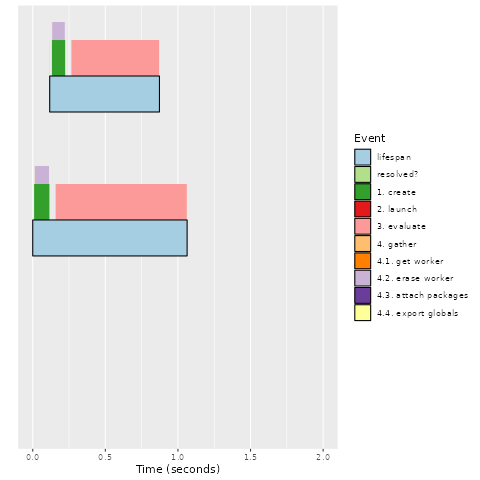 Event
lifespan
resolved?
1. create
2. launch
3. evaluate
4. gather
4.1. get worker
4.2. erase worker
4.3. attach packages
4.4. export globals
0.0 0.5 1.0 1.5 2.0
Time (seconds)